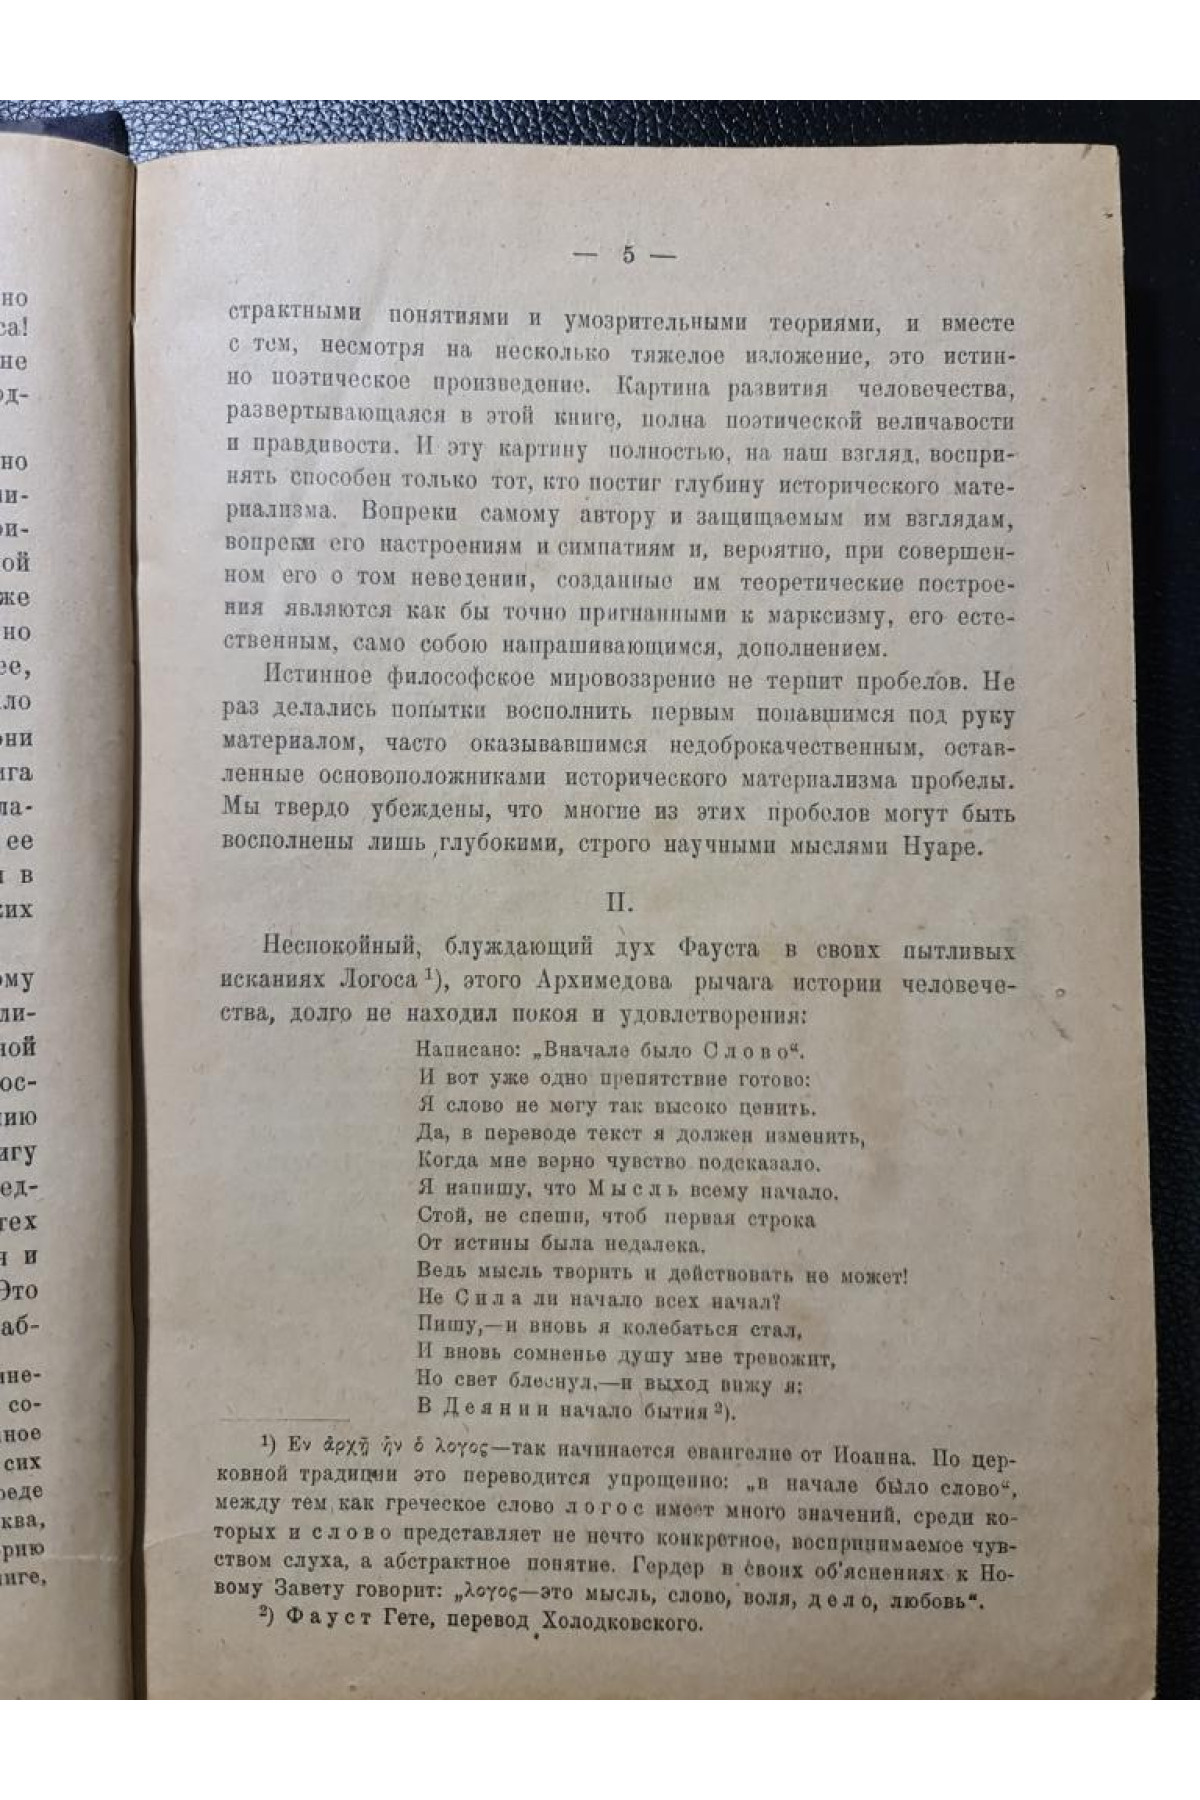 — 5 —
страктными понятиями и умозрительными теориями, и вместе
с тем, несмотря на несколько тяжелое изложение, это истин-
но поэтическое произведение. Картина развития человечества,
развертывающаяся в этой книге, полна поэтической величавости
и правдивости. И эту картину полностью, на наш взгляд, воспри-
нять способен только тот, кто постиг глубину исторического мате-
риализма. Вопреки самому автору и защищаемым им взглядам,
вопреки его настроениям и симпатиям и, вероятно, при совершен-
ном его о том неведении, созданные им теоретические построе-
ния являются как бы точно пригнанными к марксизму, его есте-
ственным, само собою напрашивающимся, дополнением.
Истинное философское мировоззрение не терпит пробелов. Не
раз делались попытки восполнить первым попавшимся под руку
материалом, часто оказывавшимся недоброкачественным, остав-
ленные основоположниками исторического материализма пробелы.
Мы твердо убеждены, что многие из этих пробелов могут быть
восполнены лишь глубокими, строго научными мыслями Нуаре.
II.
Неспокойный, блуждающий дух Фауста в своих пытливых
исканиях Логоса ¹), этого Архимедова рычага истории человече-
ства, долго не находил покоя и удовлетворения:
Написано: „Вначале было Слово“.
И вот уже одно препятствие готово:
Я слово не могу так высоко ценить.
Да, в переводе текст я должен изменить,
Когда мне верно чувство подсказало.
Я напишу, что Мысль всему начало.
Стой, не спеши, чтоб первая строка
От истины была недалека.
Ведь мысль творить и действовать не может!
Не Сила ли начало всех начал?
Пишу,—и вновь я колебаться стал,
И вновь сомненье душу мне тревожит,
Но свет блеснул,—и выход вижу я:
В Деянии начало бытия ²).
¹) Εν ἀρχῇ ἦν ὁ λογος—так начинается евангелие от Иоанна. По цер-
ковной традиции это переводится упрощенно: „в начале было слово“,
между тем как греческое слово логос имеет много значений, среди ко-
торых и слово представляет не нечто конкретное, воспринимаемое чув-
ством слуха, а абстрактное понятие. Гердер в своих об'яснениях к Но-
вому Завету говорит: „λογος—это мысль, слово, воля, дело, любовь“.
²) Фауст Гете, перевод Холодковского.